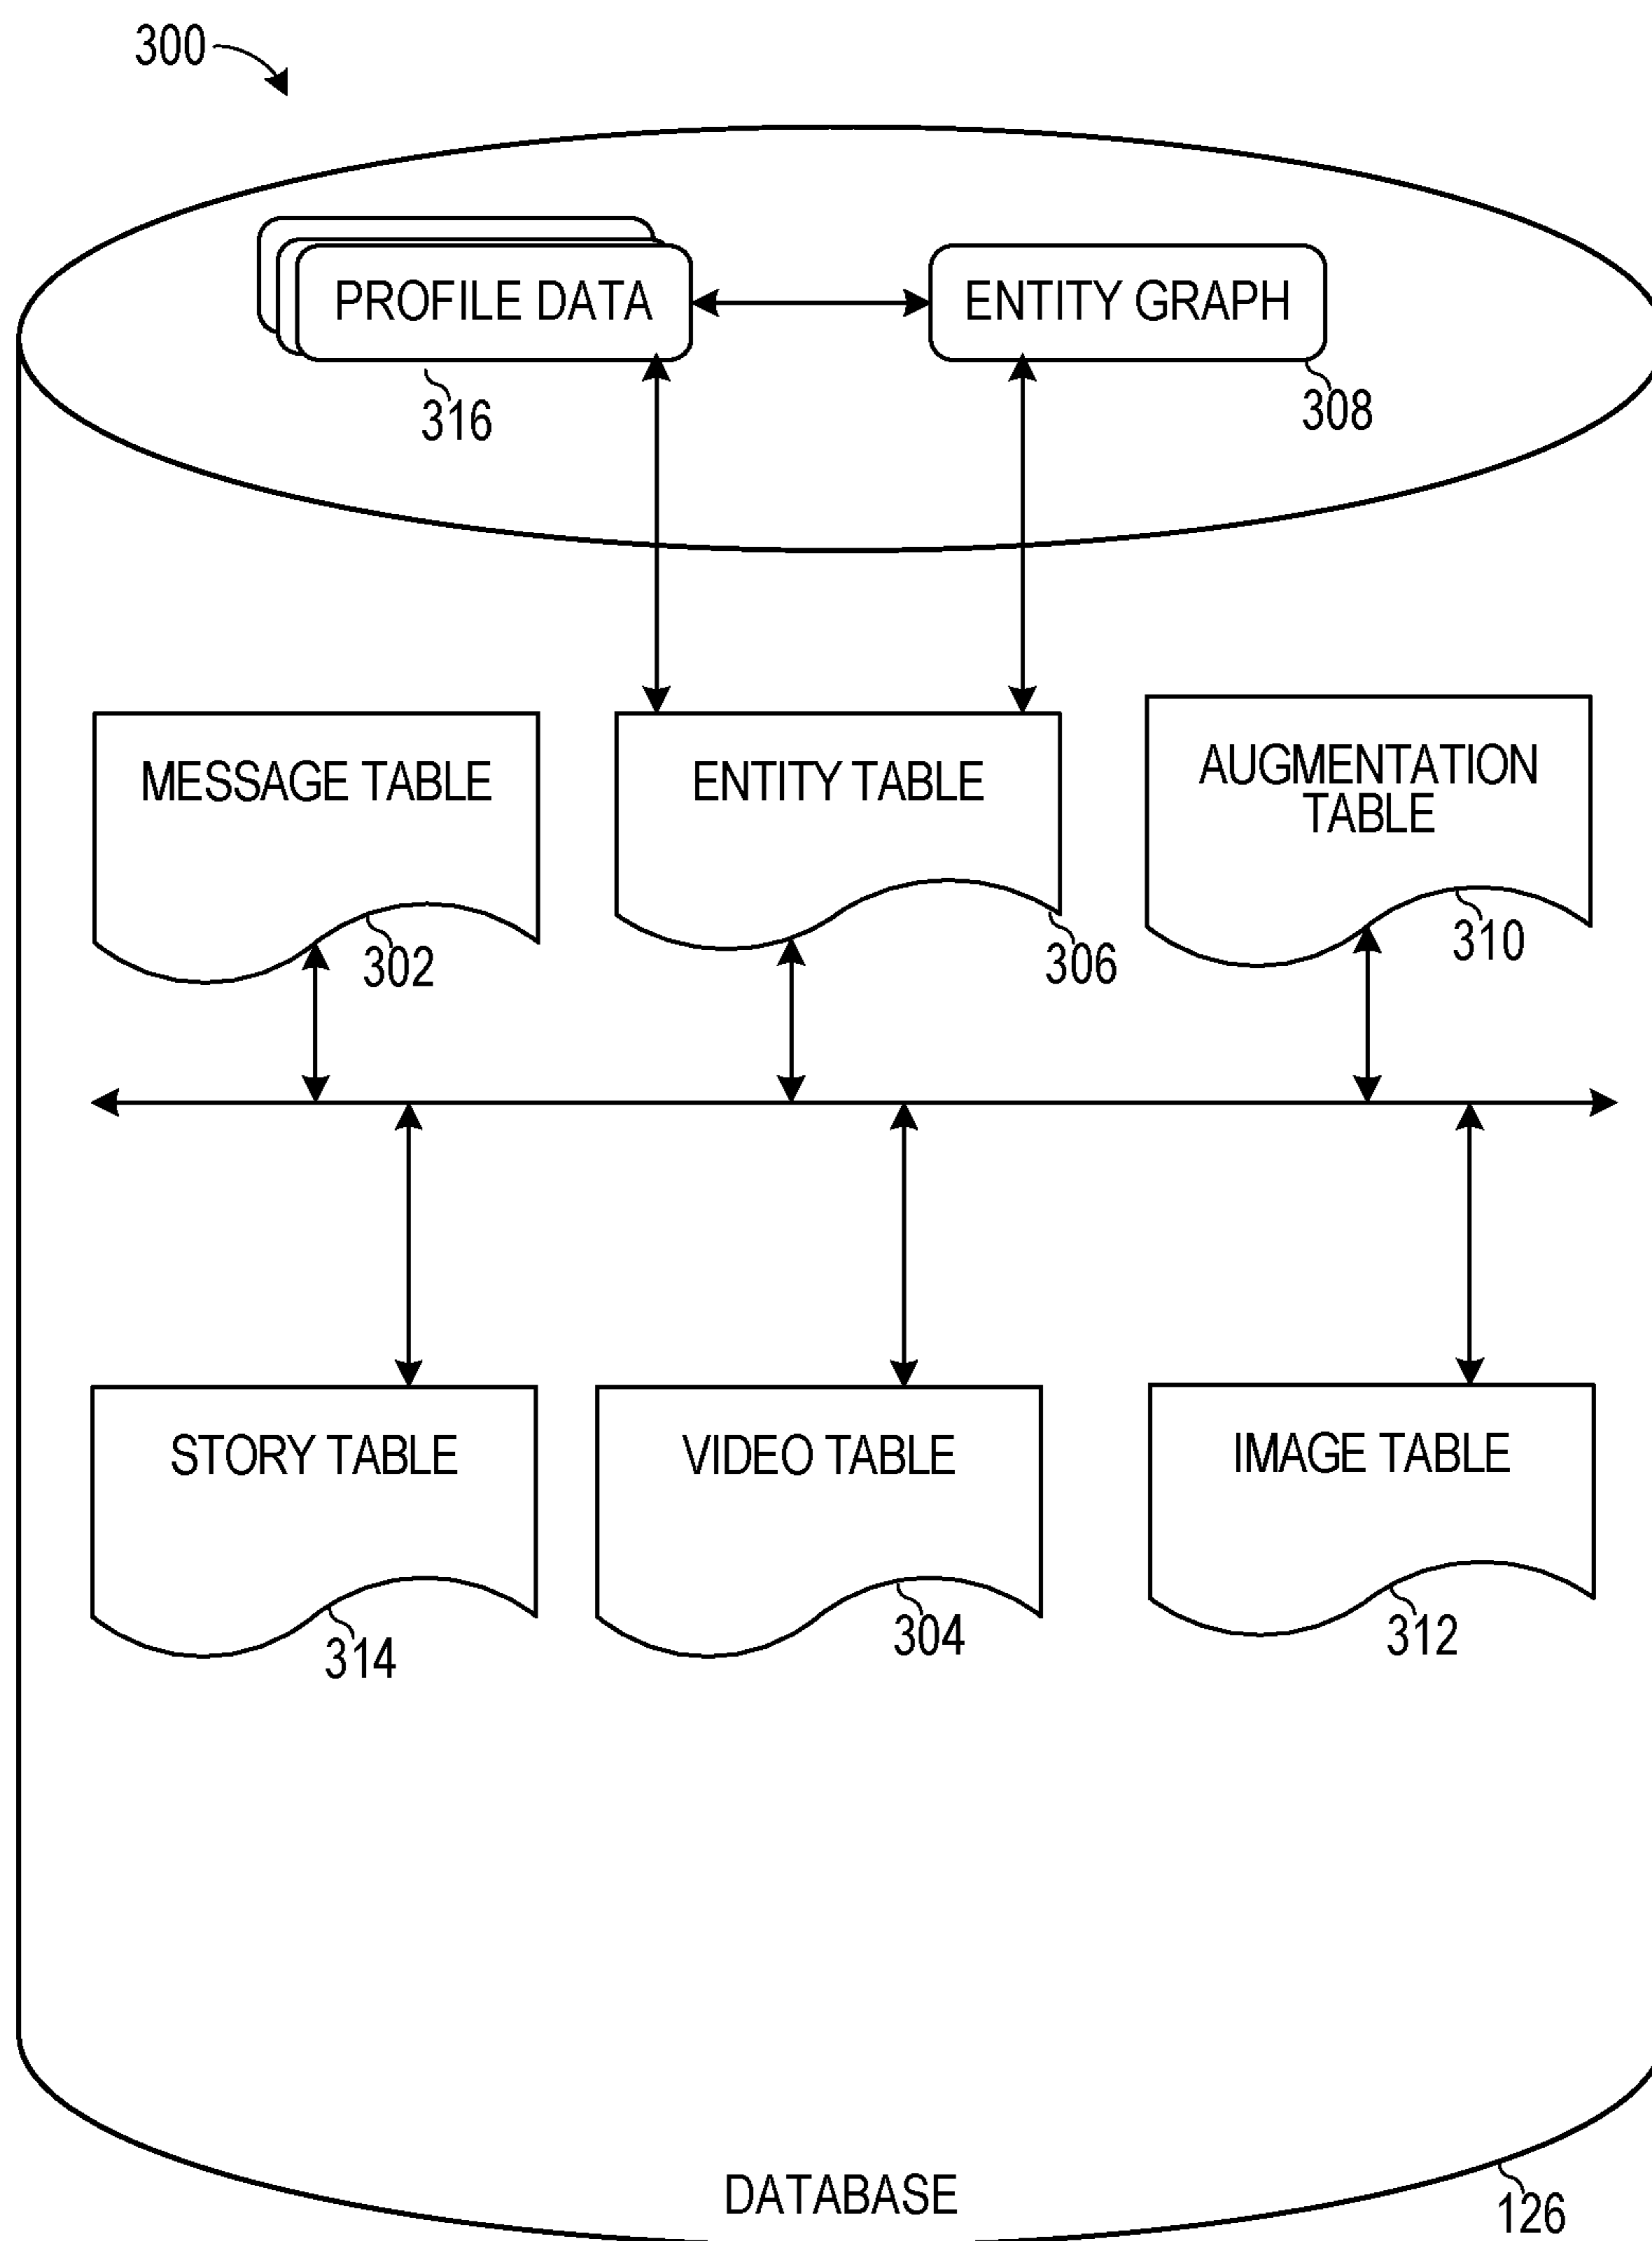 300
PROFILE DATA
ENTITY GRAPH
316
308
MESSAGE TABLE
ENTITY TABLE
AUGMENTATION
TABLE
302
306
310
STORY TABLE
VIDEO TABLE
IMAGE TABLE
314
304
312
DATABASE
126